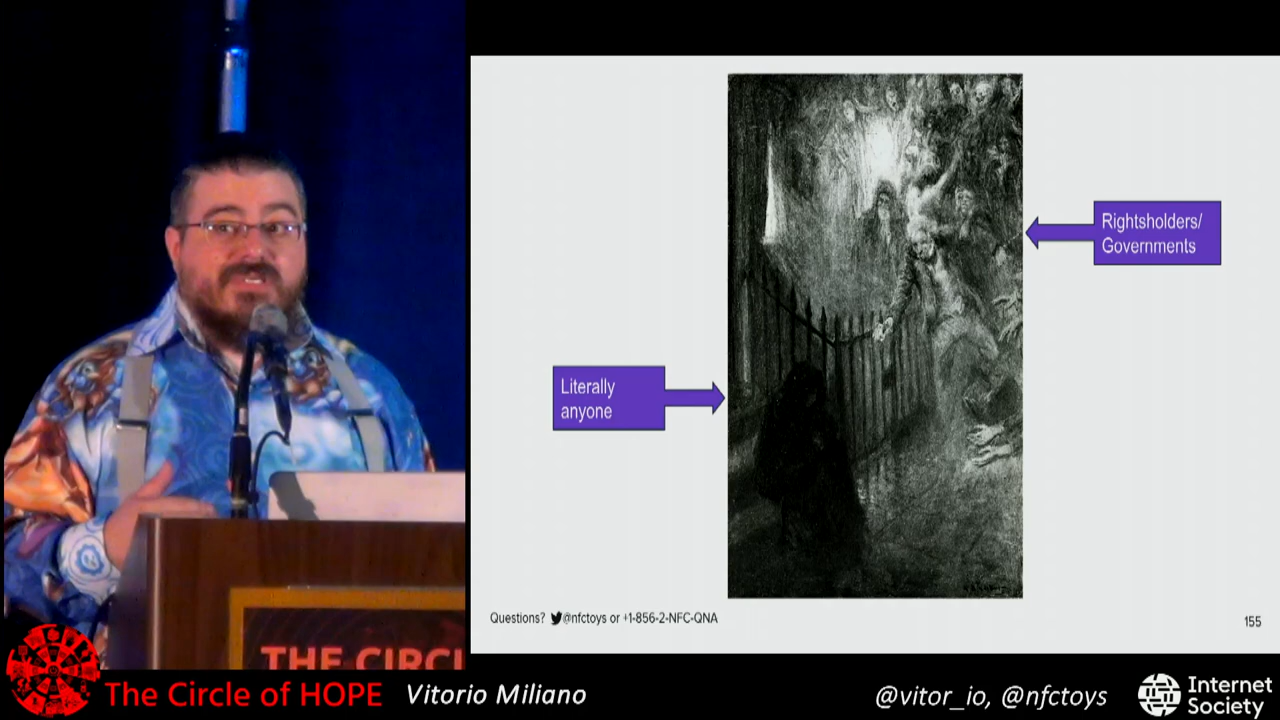 Rightsholders/
Governments
Literally
anyone
Questions? @nfctoys or +1-856-2-NFC-QNA
155
THE CIRCL
The Circle of HOPE
Vitorio Miliano
@vitor_io, @nfctoys
Internet
Society